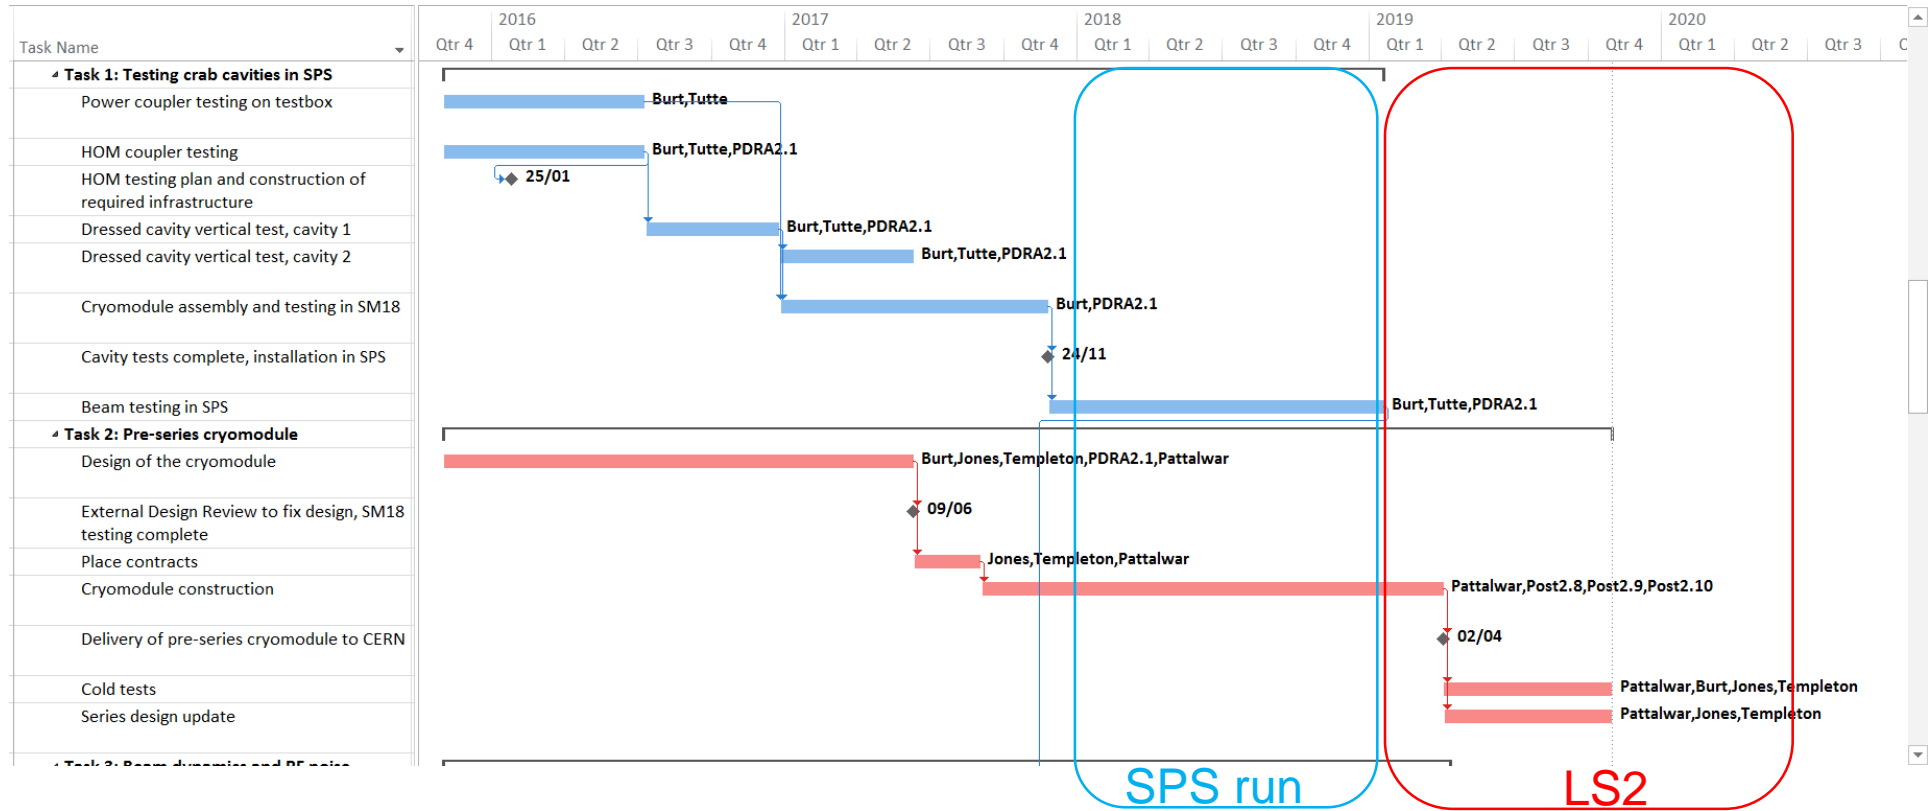 2016 2017 2018 2019 2020
Task Name Qtr 4 Qtr 1 Qtr 2 Qtr 3 Qtr 4 Qtr 1 Qtr 2 Qtr 3 Qtr 4 Qtr 1 Qtr 2 Qtr 3 Qtr 4 Qtr 1 Qtr 2 Qtr 3 Qtr 4 Qtr 1 Qtr 2 Qtr 3
Task 1: Testing crab cavities in SPS
Power coupler testing on testbox Burt,Tutte
HOM coupler testing Burt,Tutte,PDRA2.1
HOM testing plan and construction of 25/01
required infrastructure
Dressed cavity vertical test, cavity 1 Burt,Tutte,PDRA2.1
Dressed cavity vertical test, cavity 2 Burt,Tutte,PDRA2.1
Cryomodule assembly and testing in SM18 Burt,PDRA2.1
Cavity tests complete, installation in SPS 24/11
Beam testing in SPS Burt,Tutte,PDRA2.1
Task 2: Pre-series cryomodule
Design of the cryomodule Burt,Jones,Templeton,PDRA2.1,Pattalwar
External Design Review to fix design, SM18 09/06
testing complete
Place contracts Jones,Templeton,Pattalwar
Cryomodule construction Pattalwar,Post2.8,Post2.9,Post2.10
Delivery of pre-series cryomodule to CERN 02/04
Cold tests Pattalwar,Burt,Jones,Templeton
Series design update Pattalwar,Jones,Templeton
Task 3: Beam dynamics and RF noise
SPS run LS2